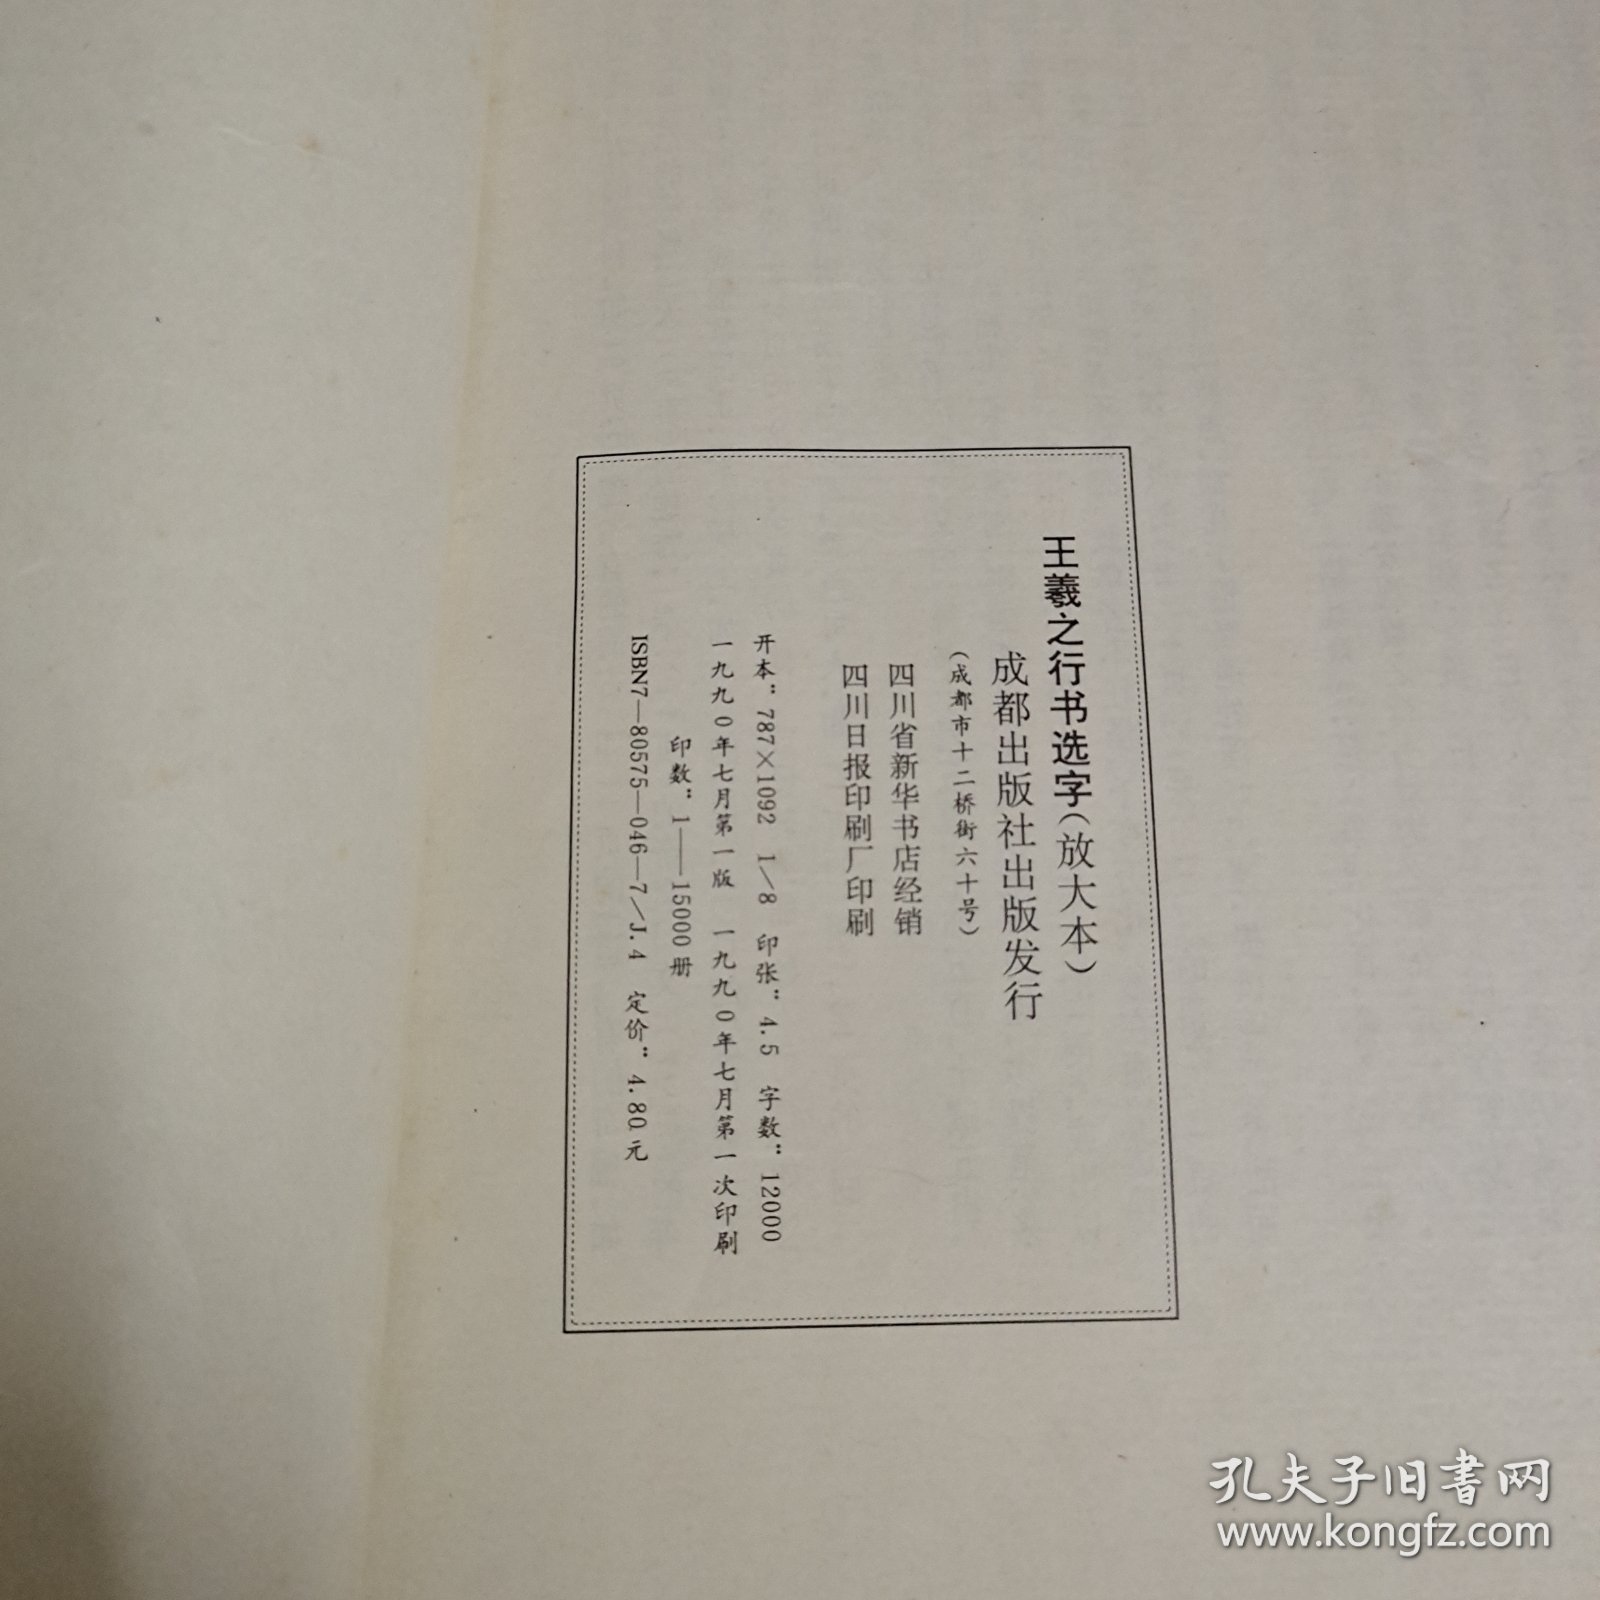 王羲之行书选字(放大本)
成都出版社出版发行
(成都市十二桥街六十号)
四川省新华书店经销
四川日报印刷厂印刷
开本:787×1092 1/8 印张:4.5 字数:12000
一九九〇年七月第一版 一九九〇年七月第一次印刷
印数:1——15000册
ISBN7—80575—046—7/J.4 定价:4.80元
孔夫子旧书网
www.kongfz.com